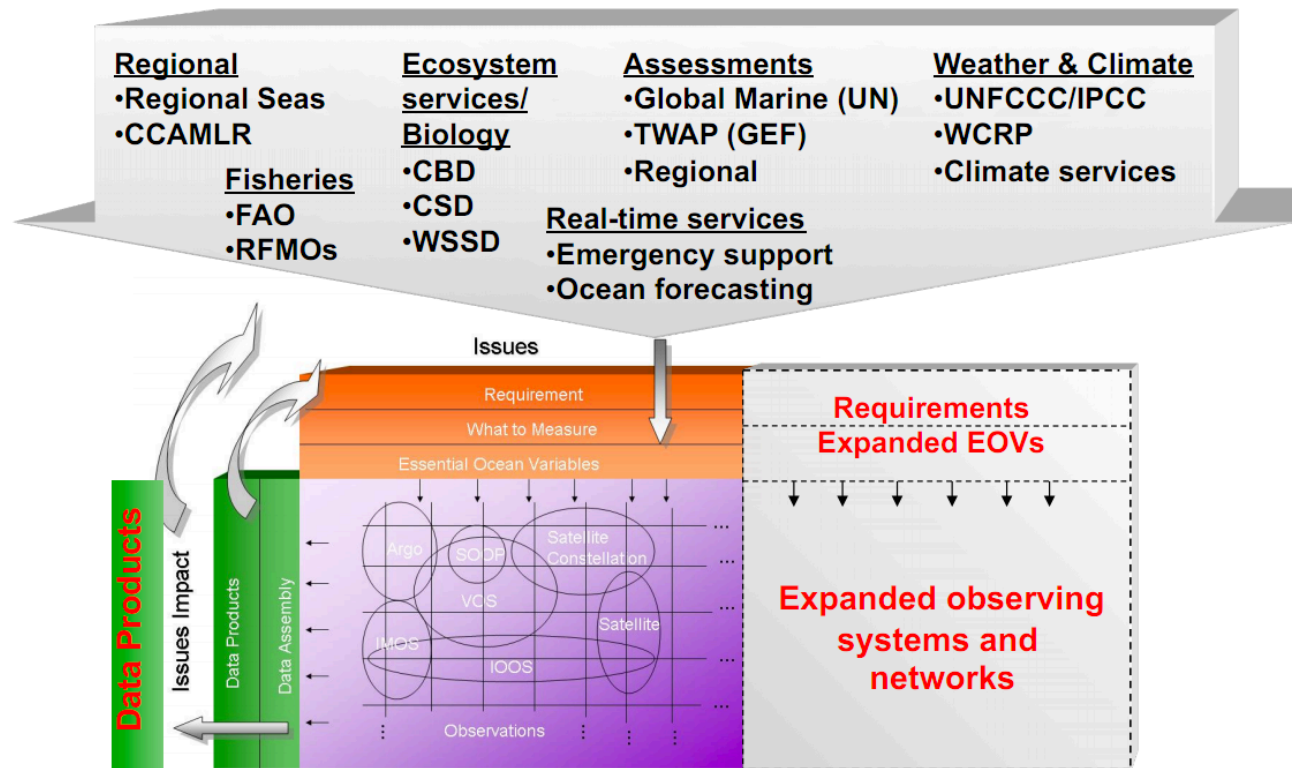 Regional
•Regional Seas
•CCAMLR
Fisheries
•FAO
•RFMOs
Ecosystem
services/
Biology
•CBD
•CSD
•WSSD
Assessments
•Global Marine (UN)
•TWAP (GEF)
•Regional
Real-time services
•Emergency support
•Ocean forecasting
Weather & Climate
•UNFCCC/IPCC
•WCRP
•Climate services
Issues
Requirement
What to Measure
Essential Ocean Variables
Requirements
Expanded EOVs
Data Products
Issues Impact
Data Products
Data Assembly
Argo
SOOP
Satellite
Constellation
...
...
VOS
Satellite
...
IMOS
IOOS
...
Observations
...
Expanded observing
systems and
networks